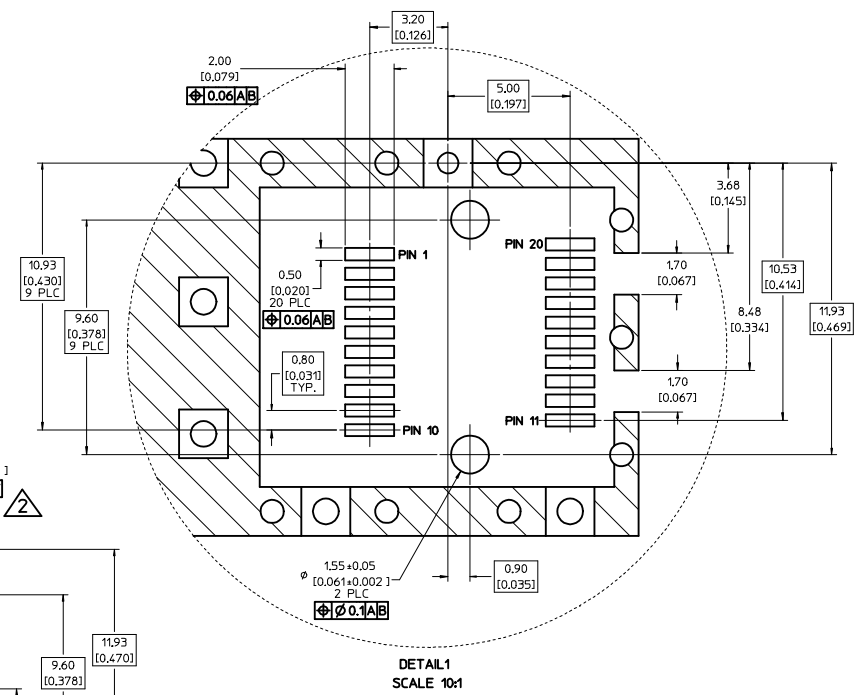 3.20
[0.126]
2.00
[0.079]
⌖ 0.06 A B
5.00
[0.197]
3.68
[0.145]
PIN 1
PIN 20
10.93
[0.430]
9 PLC
0.50
[0.020]
20 PLC
⌖ 0.06 A B
1.70
[0.067]
10.53
[0.414]
8.48
[0.334]
11.93
[0.469]
9.60
[0.378]
9 PLC
0.80
[0.031]
TYP.
1.70
[0.067]
PIN 10
PIN 11
]
2
Ø 1.55±0.05
[0.061±0.002 ]
2 PLC
⌖ Ø 0.1 A B
0.90
[0.035]
11.93
[0.470]
9.60
[0.378]
DETAIL1
SCALE 10:1